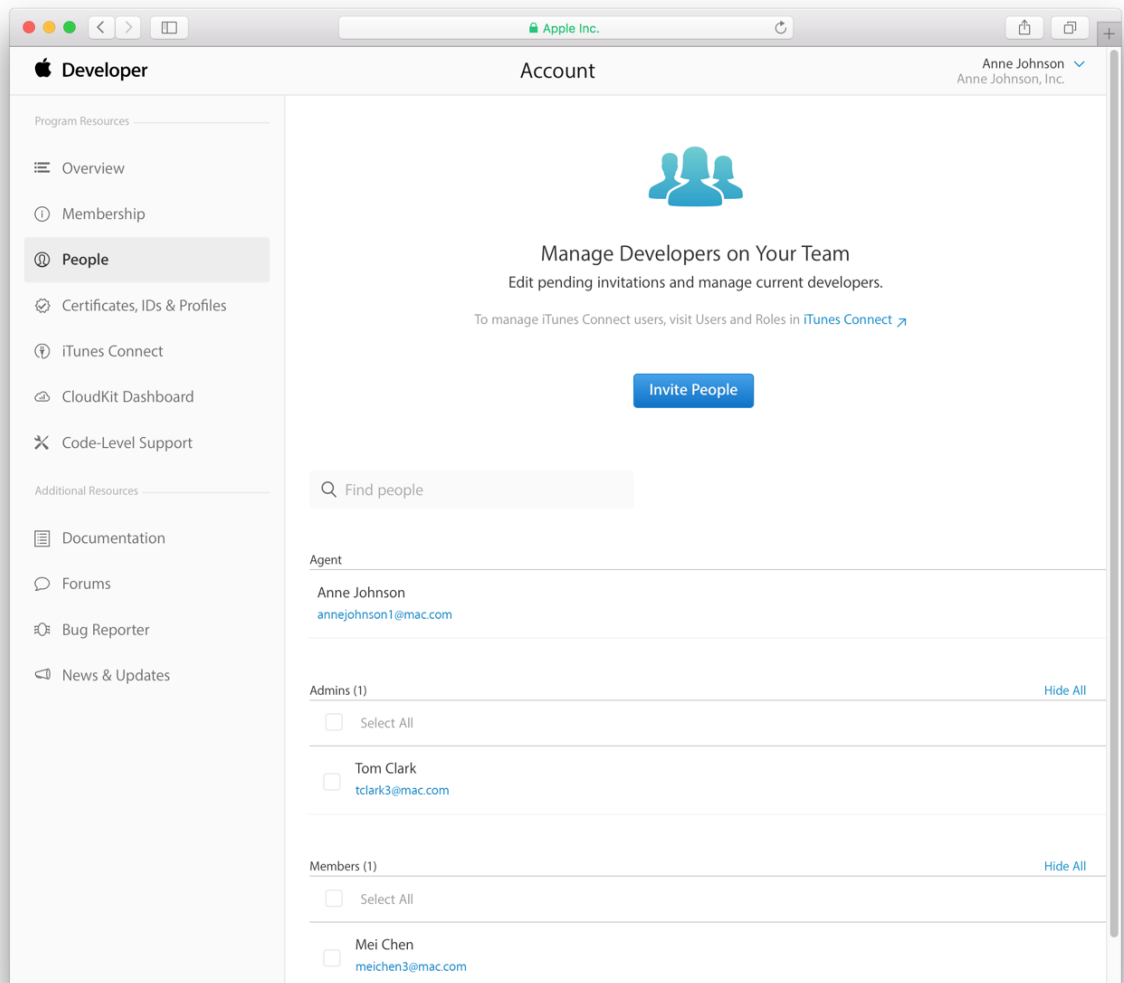 Apple Inc.
Developer
Account
Anne Johnson
Anne Johnson, Inc.
Program Resources
Overview
Membership
People
Certificates, IDs & Profiles
iTunes Connect
CloudKit Dashboard
Code-Level Support
Additional Resources
Documentation
Forums
Bug Reporter
News & Updates
Manage Developers on Your Team
Edit pending invitations and manage current developers.
To manage iTunes Connect users, visit Users and Roles in iTunes Connect
Invite People
Find people
Agent
Anne Johnson
annejohnson1@mac.com
Admins (1) Hide All
Select All
Tom Clark
tclark3@mac.com
Members (1) Hide All
Select All
Mei Chen
meichen3@mac.com